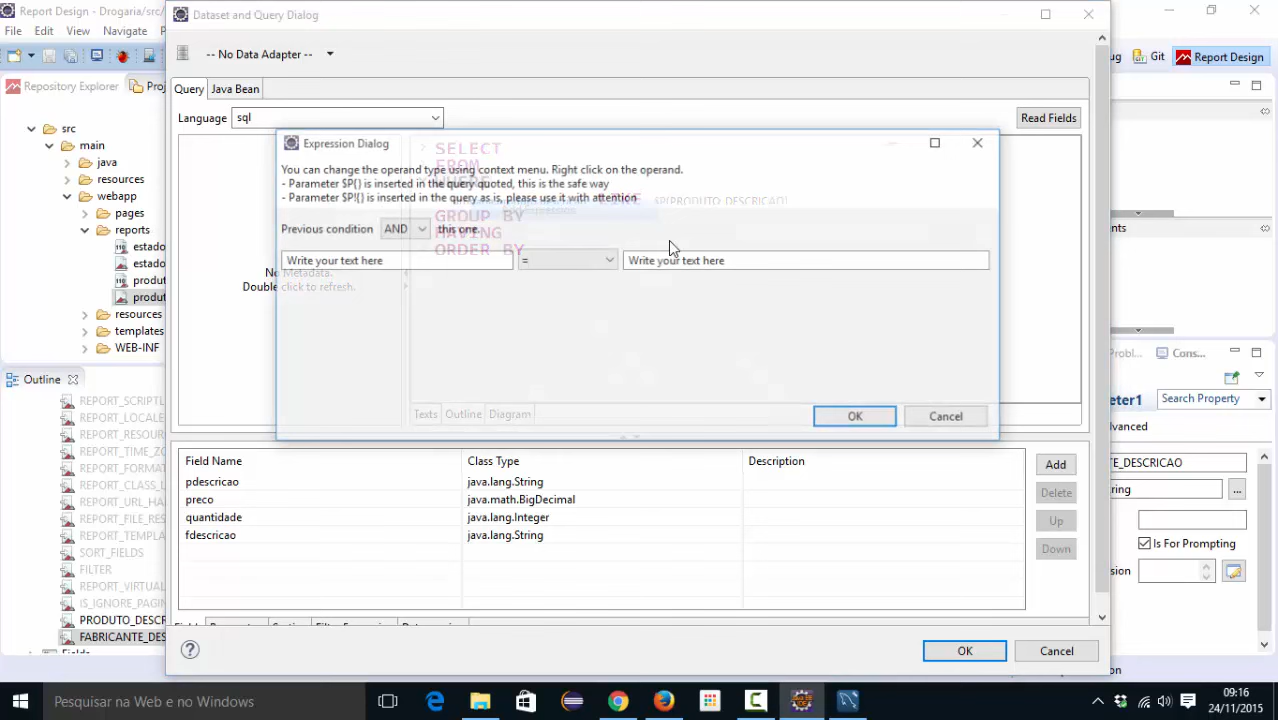 Report Design - Drogaria/src/
Dataset and Query Dialog
File Edit View Navigate
-- No Data Adapter --
Git
Report Design
Repository Explorer
Query Java Bean
Language sql Read Fields
src
main
java
resources
webapp
pages
reports
resources
templates
WEB-INF
No Metadata.
Double click to refresh.
SELECT
FROM
WHERE
LIKE $P{PRODUTO_DESCRICAO}
GROUP BY
HAVING
ORDER BY
Expression Dialog
You can change the operand type using context menu. Right click on the operand.
- Parameter $P{} is inserted in the query quoted, this is the safe way
- Parameter $P!{} is inserted in the query as is, please use it with attention
Previous condition AND this one.
Write your text here = Write your text here
Texts Outline Diagram
OK Cancel
Outline
REPORT_SCRIPTL
REPORT_LOCALE
REPORT_RESOUR
REPORT_TIME_ZO
REPORT_FORMAT
REPORT_CLASS_L
REPORT_URL_HA
REPORT_FILE_RES
REPORT_TEMPLA
SORT_FIELDS
FILTER
REPORT_VIRTUAL
IS_IGNORE_PAGIN
PRODUTO_DESCR
FABRICANTE_DES
Field Name Class Type Description
pdescricao java.lang.String
preco java.math.BigDecimal
quantidade java.lang.Integer
fdescricao java.lang.String
Add
Delete
Up
Down
OK Cancel
Cons...
Search Property
Is For Prompting
Pesquisar na Web e no Windows
09:16
24/11/2015